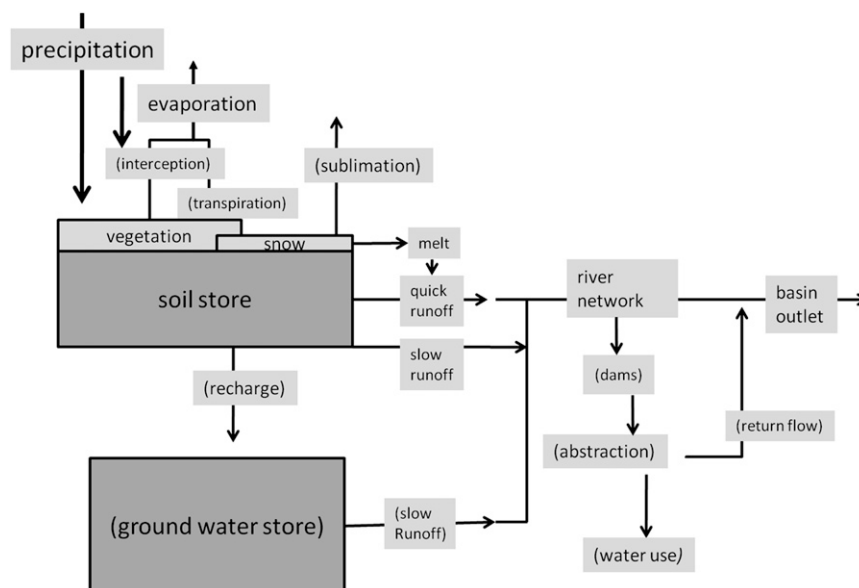 precipitation
evaporation
(interception)
(sublimation)
(transpiration)
vegetation
snow
melt
soil store
quick
runoff
river
network
basin
outlet
slow
runoff
(recharge)
(dams)
(return flow)
(abstraction)
(ground water store)
(slow
Runoff)
(water use)